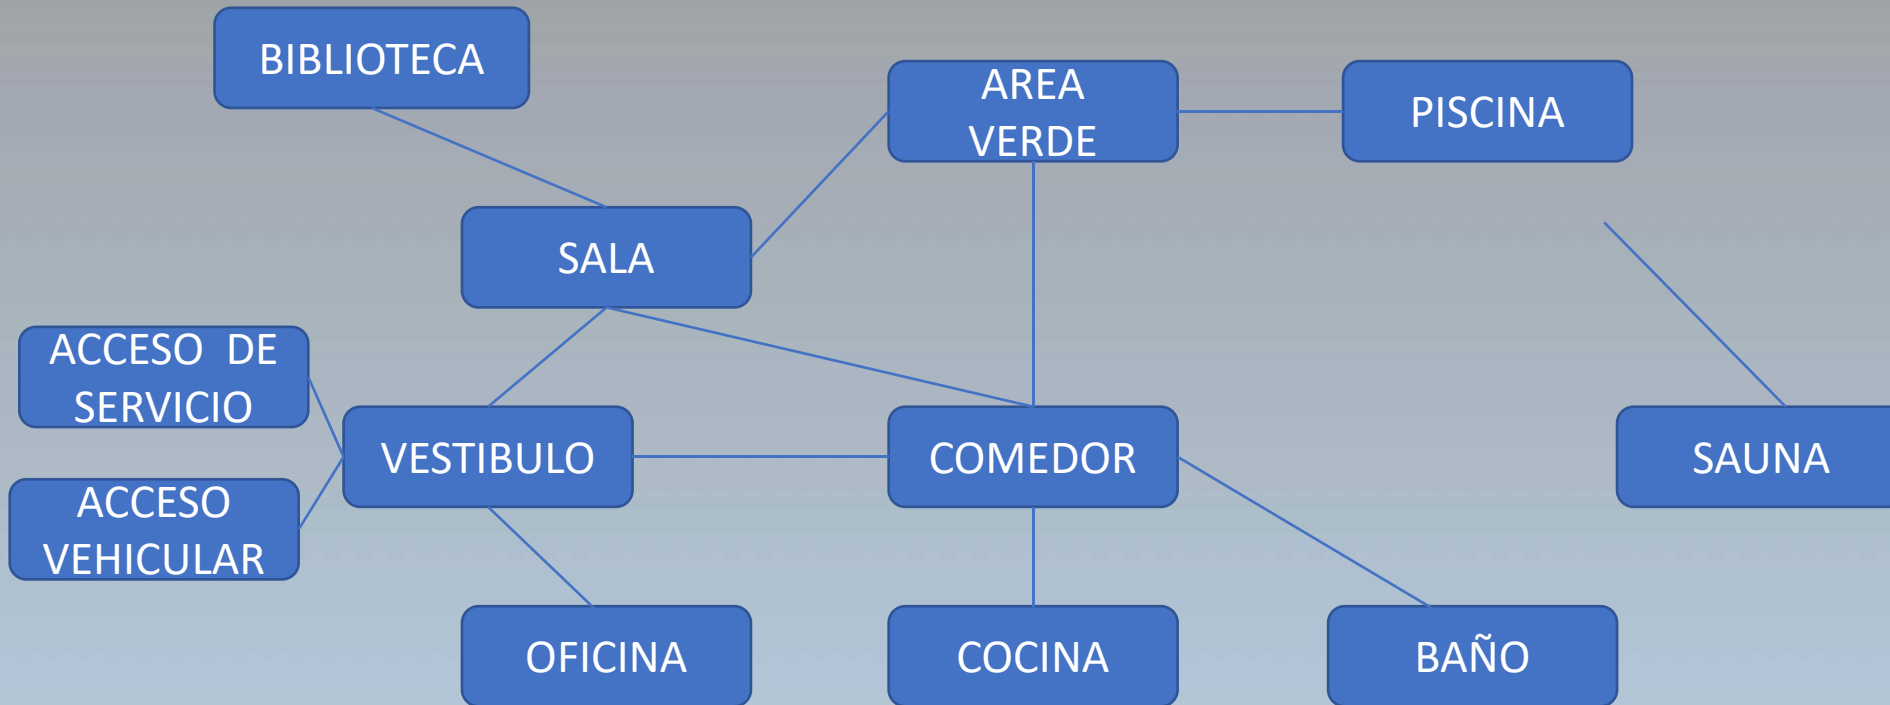 BIBLIOTECA
AREA
VERDE
PISCINA
SALA
ACCESO DE
SERVICIO
VESTIBULO
COMEDOR
SAUNA
ACCESO
VEHICULAR
OFICINA
COCINA
BAÑO